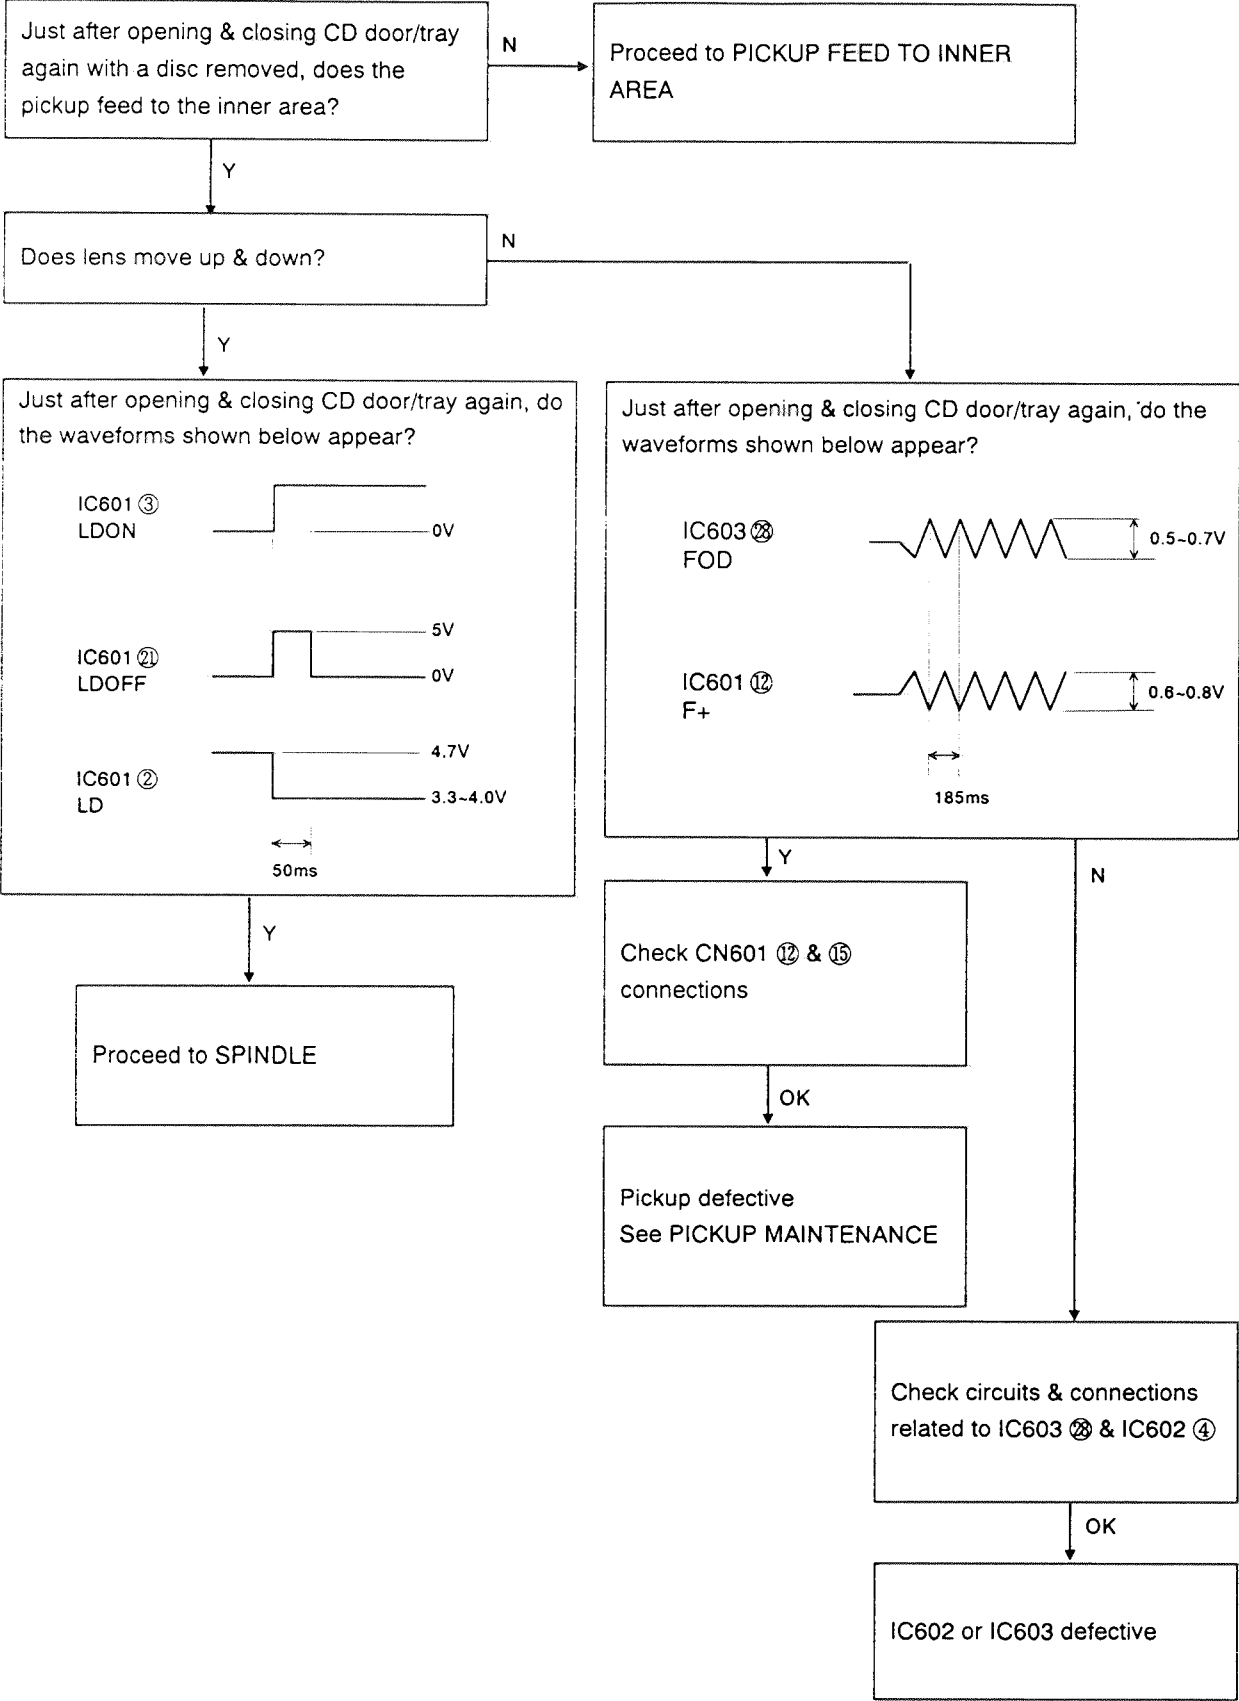 Just after opening & closing CD door/tray
again with a disc removed, does the
pickup feed to the inner area?
N
Proceed to PICKUP FEED TO INNER
AREA
Y
Does lens move up & down?
N
Y
Just after opening & closing CD door/tray again, do
the waveforms shown below appear?
IC601 ③
LDON
0V
IC601 ㉑
LDOFF
5V
0V
IC601 ②
LD
4.7V
3.3~4.0V
50ms
Just after opening & closing CD door/tray again, do the
waveforms shown below appear?
IC603 ㉘
FOD
0.5~0.7V
IC601 ⑫
F+
0.6~0.8V
185ms
Y
N
Y
Proceed to SPINDLE
Check CN601 ⑫ & ⑮
connections
OK
Pickup defective
See PICKUP MAINTENANCE
Check circuits & connections
related to IC603 ㉘ & IC602 ④
OK
IC602 or IC603 defective